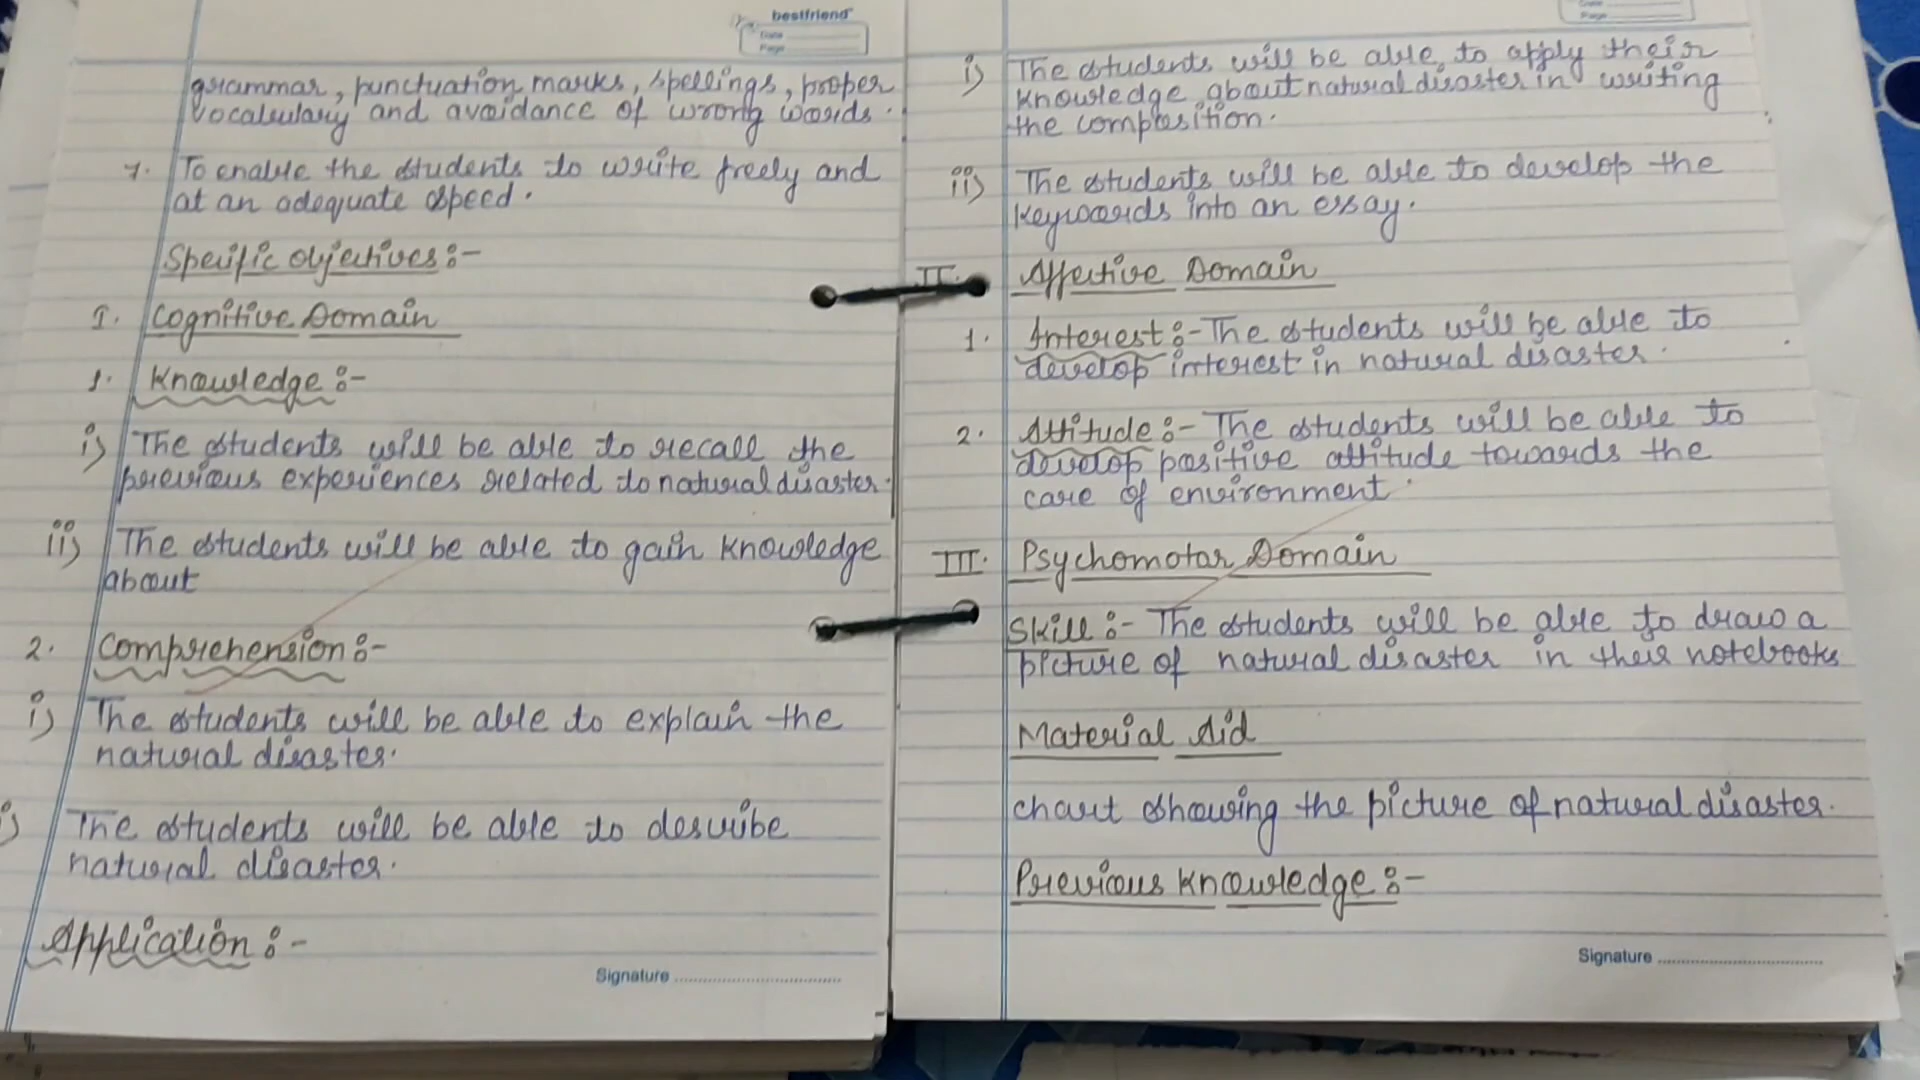 bestfriend
Date
Page
grammar, punctuation marks, spellings, proper
vocabulary and avoidance of wrong words.
7. To enable the students to write freely and
at an adequate speed.
Specific objectives:-
I. Cognitive Domain
1. Knowledge:-
i) The students will be able to recall the
previous experiences related to natural disaster.
ii) The students will be able to gain knowledge
about
2. Comprehension:-
i) The students will be able to explain the
natural disaster.
The students will be able to describe
natural disaster.
Application:-
Signature
Date
Page
i) The students will be able to apply their
knowledge about natural disaster in writing
the composition.
ii) The students will be able to develop the
keywords into an essay.
II. Affective Domain
1. Interest:- The students will be able to
develop interest in natural disaster.
2. Attitude:- The students will be able to
develop positive attitude towards the
care of environment.
III. Psychomotor Domain
Skill:- The students will be able to draw a
picture of natural disaster in their notebooks
Material Aid
chart showing the picture of natural disaster.
Previous knowledge:-
Signature